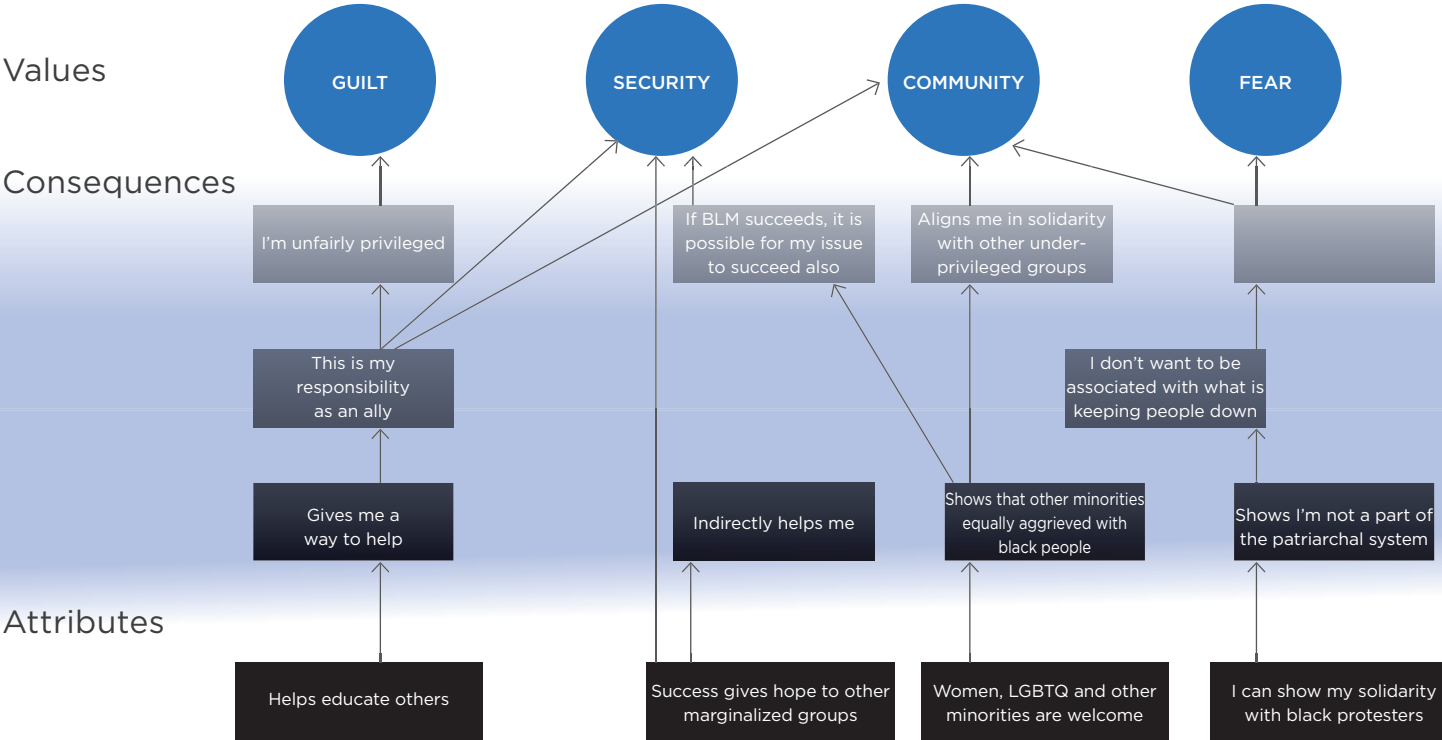 Values
GUILT
SECURITY
COMMUNITY
FEAR
Consequences
I'm unfairly privileged
If BLM succeeds, it is
possible for my issue
to succeed also
Aligns me in solidarity
with other under-
privileged groups
This is my
responsibility
as an ally
I don't want to be
associated with what is
keeping people down
Gives me a
way to help
Indirectly helps me
Shows that other minorities
equally aggrieved with
black people
Shows I'm not a part of
the patriarchal system
Attributes
Helps educate others
Success gives hope to other
marginalized groups
Women, LGBTQ and other
minorities are welcome
I can show my solidarity
with black protesters